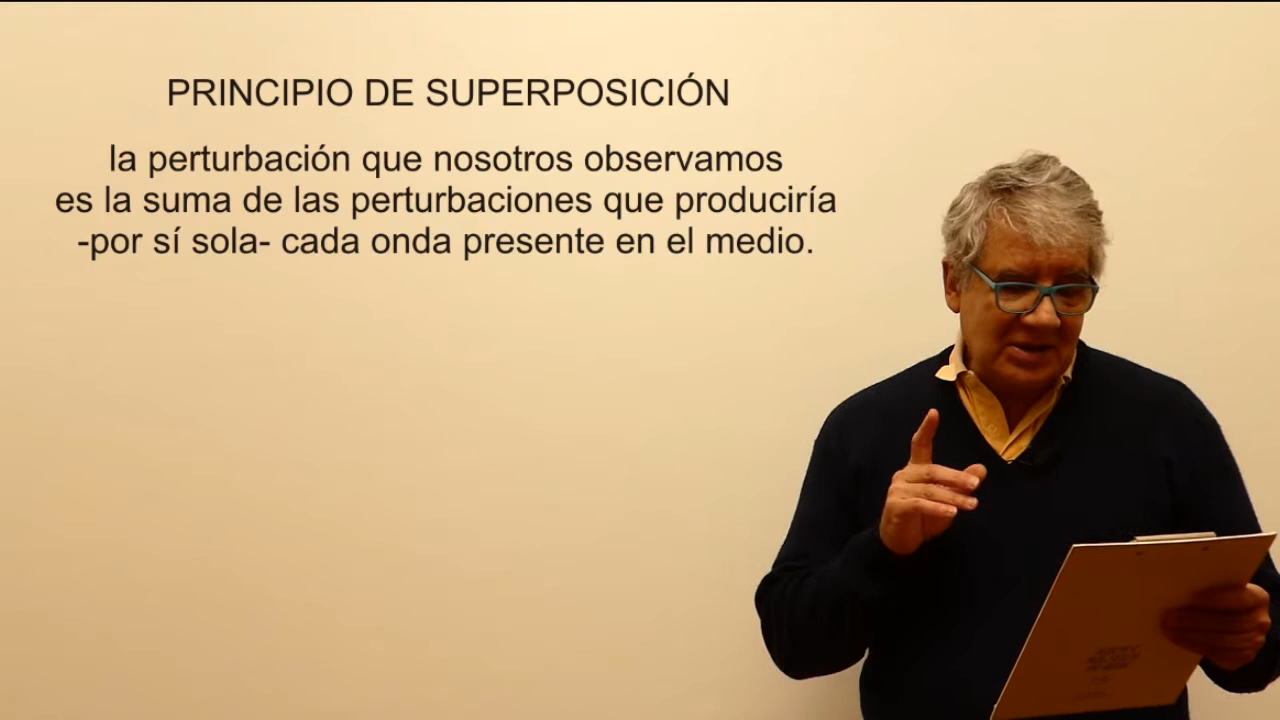 PRINCIPIO DE SUPERPOSICIÓN
la perturbación que nosotros observamos
es la suma de las perturbaciones que produciría
-por sí sola- cada onda presente en el medio.